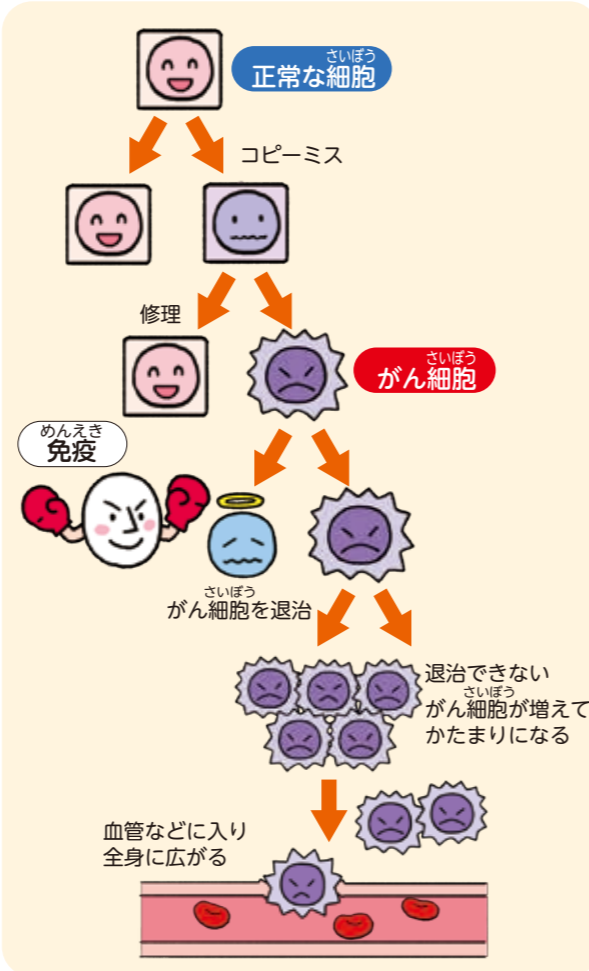 さいぼう
正常な細胞
コピーミス
修理
さいぼう
がん細胞
めんえき
免疫
さいぼう
がん細胞を退治
退治できない
さいぼう
がん細胞が増えて
かたまりになる
血管などに入り
全身に広がる